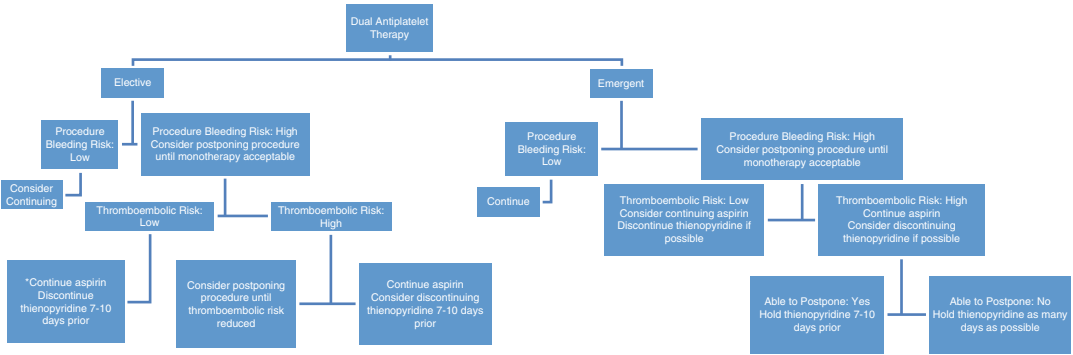 Dual Antiplatelet
Therapy
Elective
Emergent
Procedure
Bleeding Risk:
Low
Procedure Bleeding Risk: High
Consider postponing procedure
until monotherapy acceptable
Consider
Continuing
Thromboembolic Risk:
Low
Thromboembolic Risk:
High
*Continue aspirin
Discontinue
thienopyridine 7-10
days prior
Consider postponing
procedure until
thromboembolic risk
reduced
Continue aspirin
Consider discontinuing
thienopyridine 7-10 days
prior
Procedure
Bleeding Risk:
Low
Procedure Bleeding Risk: High
Consider postponing procedure until
monotherapy acceptable
Continue
Thromboembolic Risk: Low
Consider continuing aspirin
Discontinue thienopyridine if
possible
Thromboembolic Risk: High
Continue aspirin
Consider discontinuing
thienopyridine if possible
Able to Postpone: Yes
Hold thienopyridine 7-10
days prior
Able to Postpone: No
Hold thienopyridine as many
days as possible